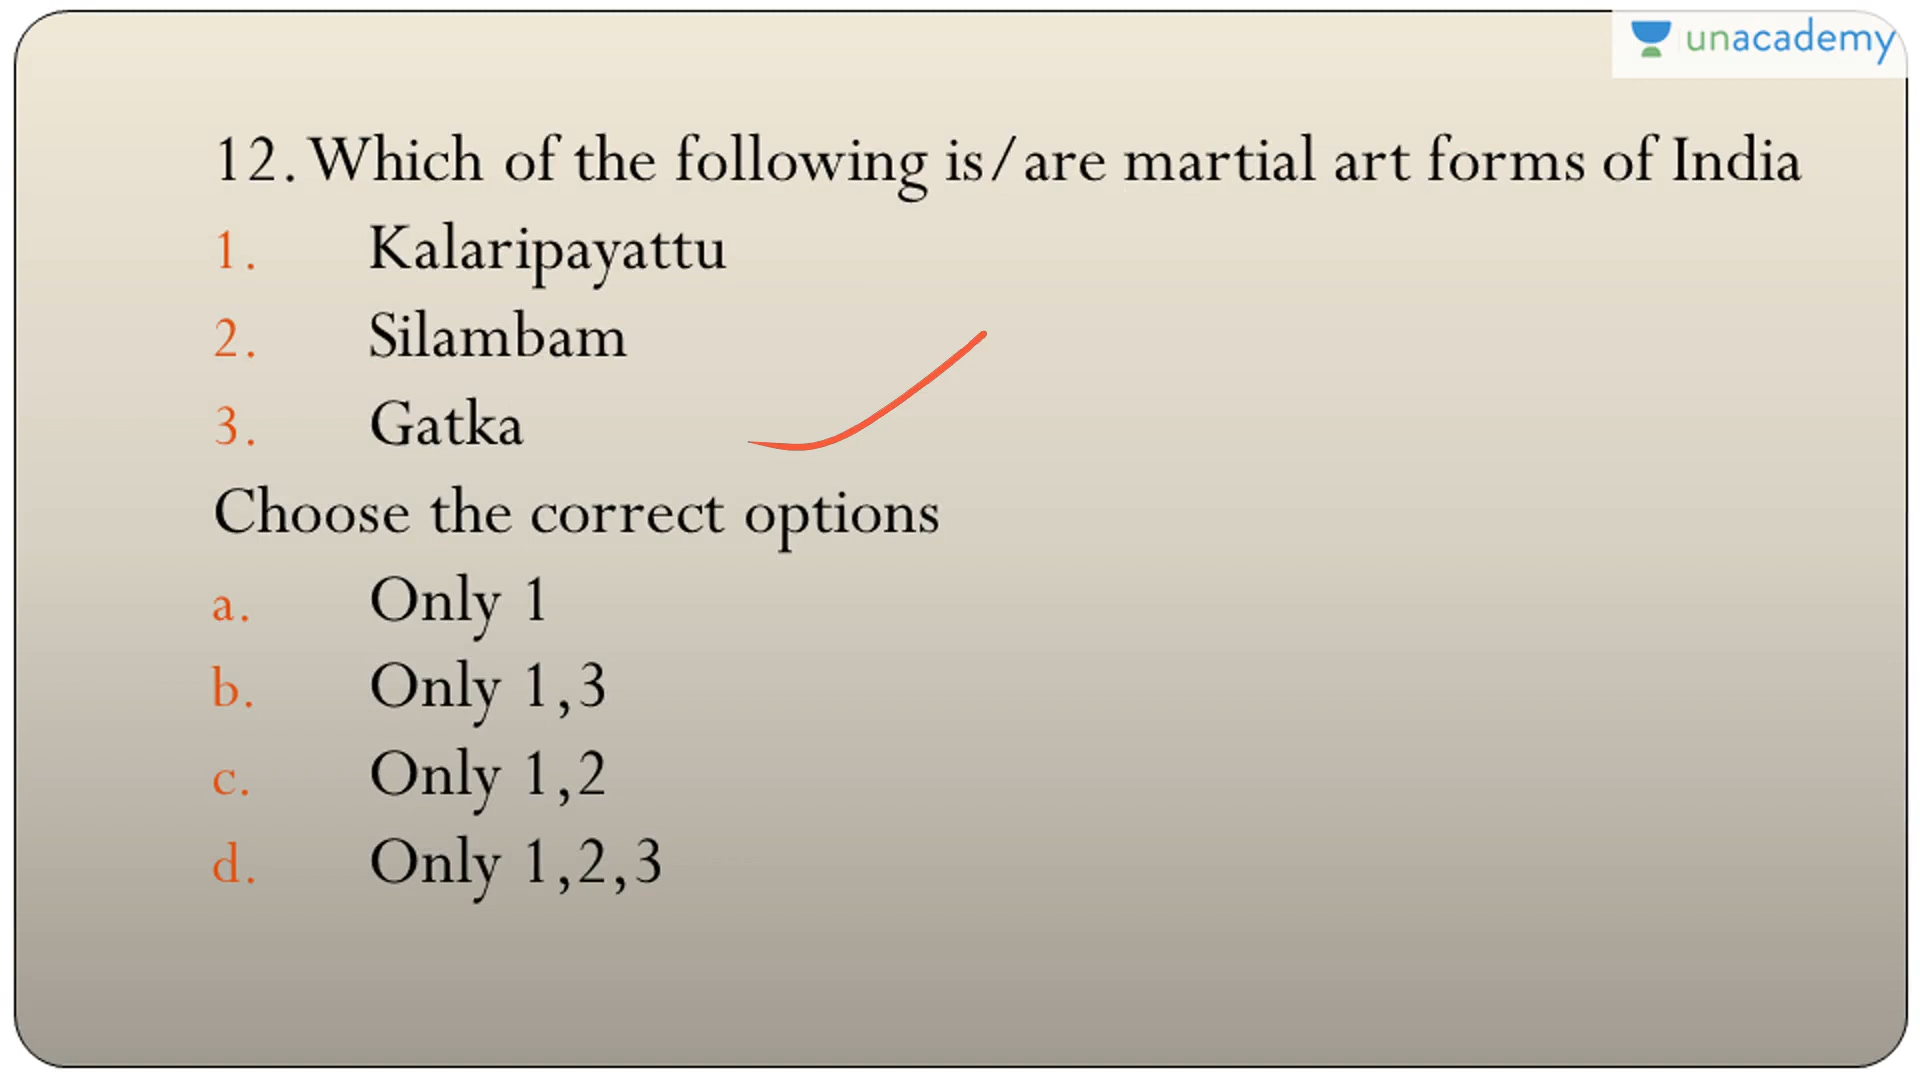 unacademy
12. Which of the following is/are martial art forms of India
1. Kalaripayattu
2. Silambam
3. Gatka
Choose the correct options
a. Only 1
b. Only 1,3
c. Only 1,2
d. Only 1,2,3